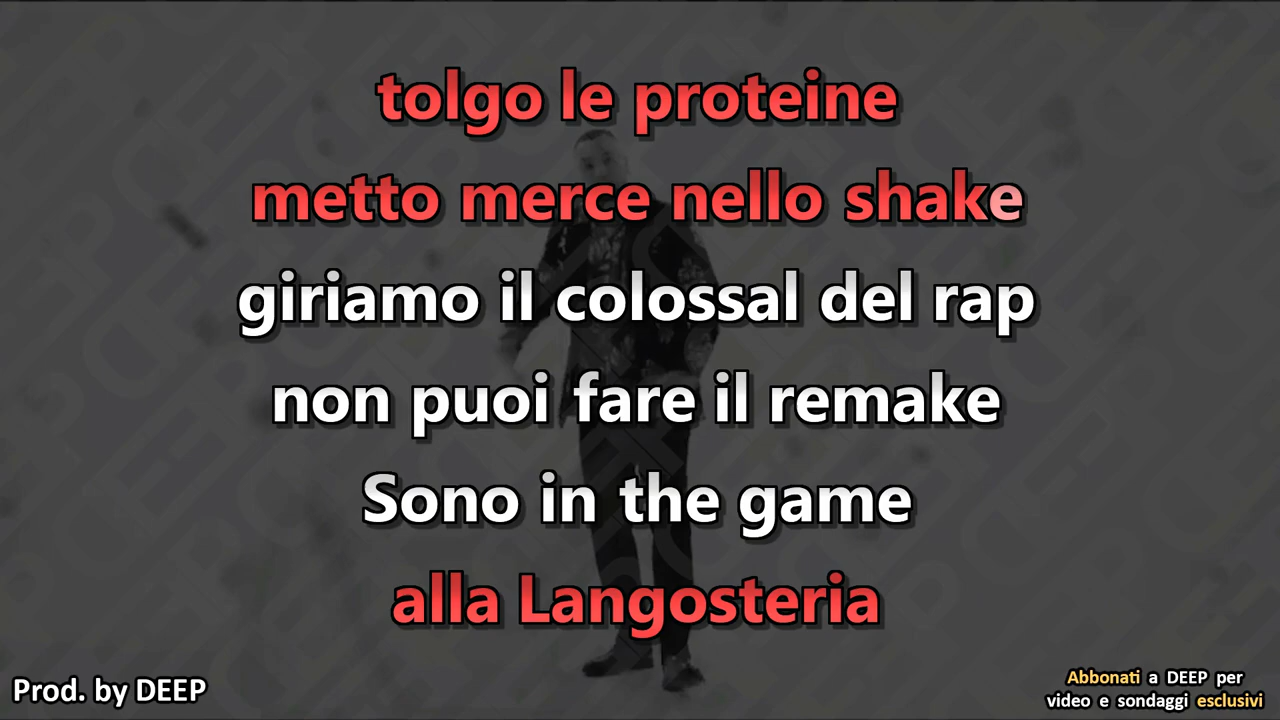 tolgo le proteine
metto merce nello shake
giriamo il colossal del rap
non puoi fare il remake
Sono in the game
alla Langosteria
Prod. by DEEP
Abbonati a DEEP per
video e sondaggi esclusivi